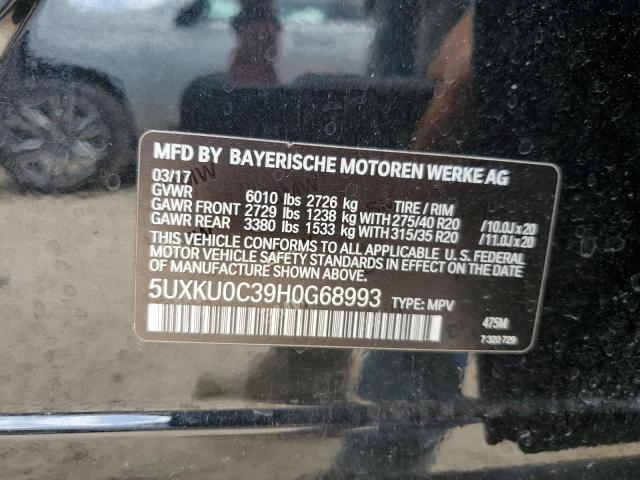 MFD BY BAYERISCHE MOTOREN WERKE AG
03/17
GVWR 6010 lbs 2726 kg TIRE / RIM
GAWR FRONT 2729 lbs 1238 kg WITH 275/40 R20 /10.0J x 20
GAWR REAR 3380 lbs 1533 kg WITH 315/35 R20 /11.0J x 20
THIS VEHICLE CONFORMS TO ALL APPLICABLE U.S. FEDERAL
MOTOR VEHICLE SAFETY STANDARDS IN EFFECT ON THE
DATE OF MANUFACTURE SHOWN ABOVE.
5UXKU0C39H0G68993 TYPE: MPV
475M
7 320 729